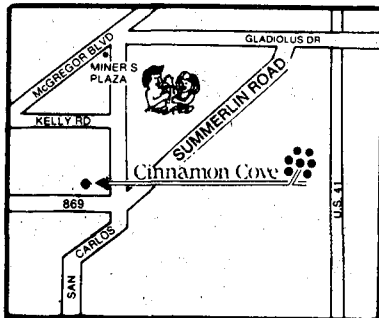 GLADIOLUS DR
McGREGOR BLVD
MINER S
PLAZA
SUMMERLIN ROAD
KELLY RD
Cinnamon Cove
869
U.S. 41
SAN
CARLOS